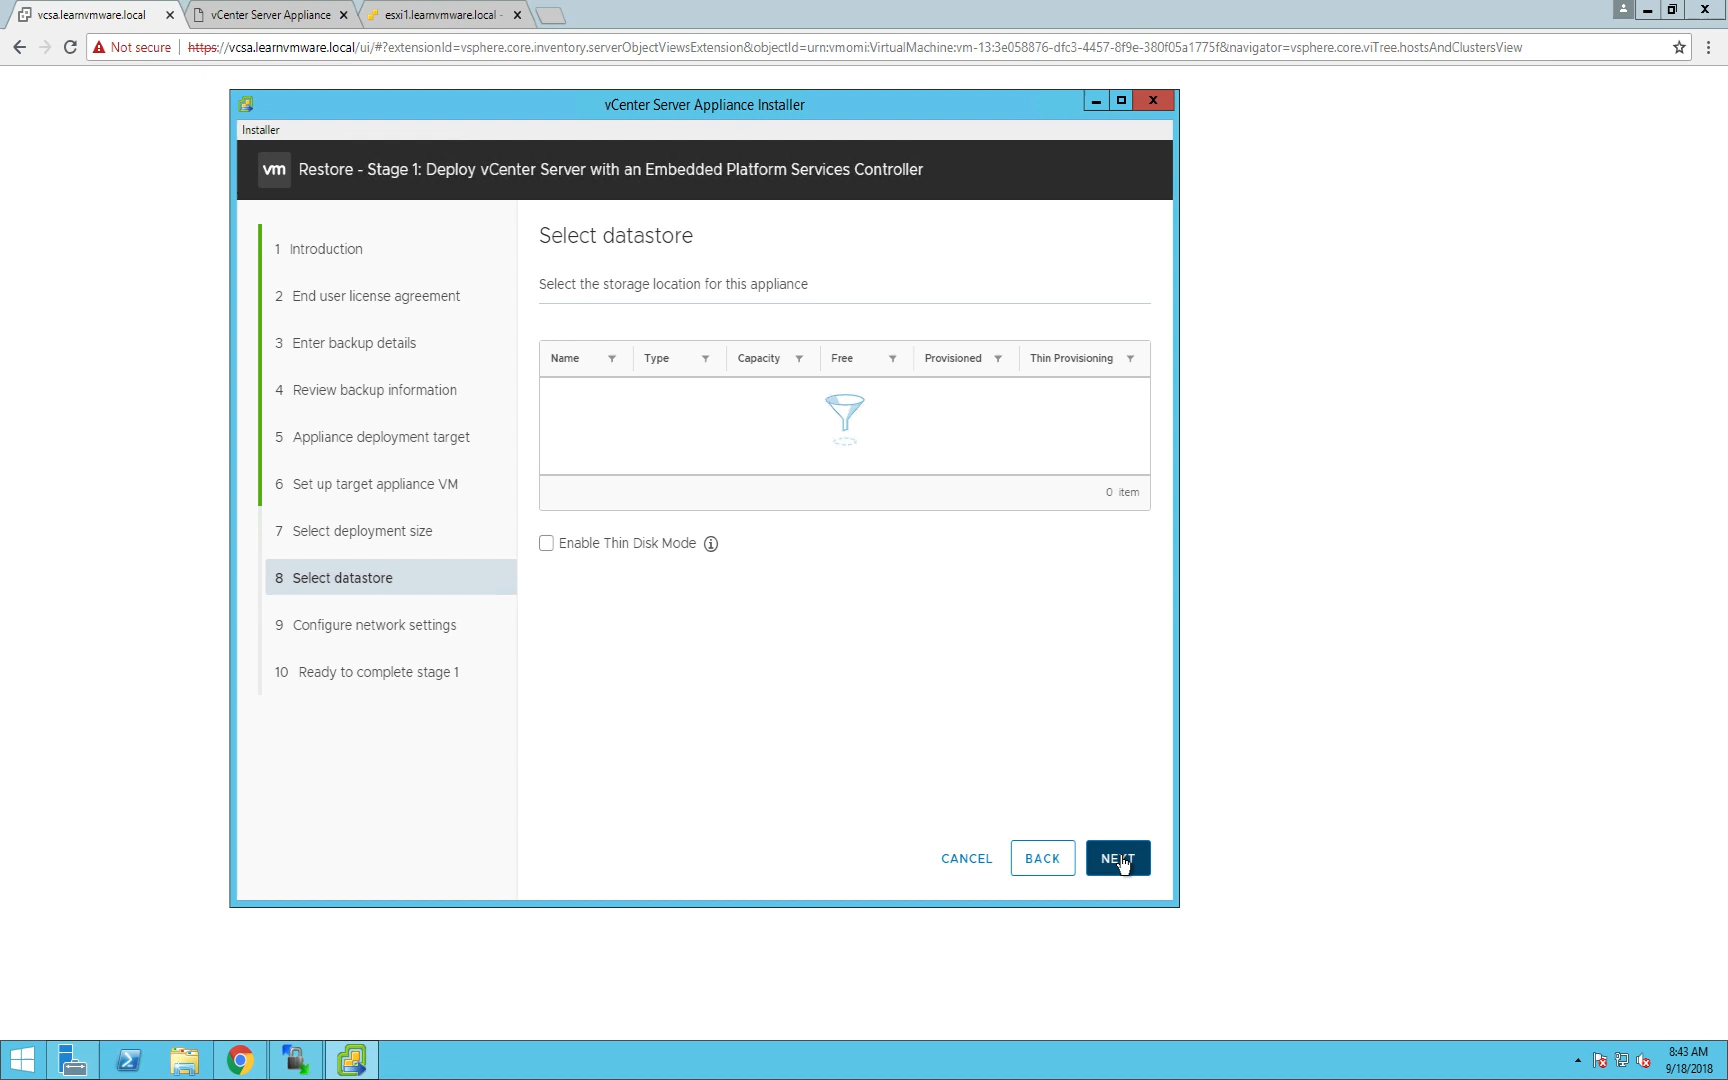 vcsa.learnvmware.local
vCenter Server Appliance
esxi1.learnvmware.local -
Not secure
https://vcsa.learnvmware.local/ui/#?extensionId=vsphere.core.inventory.serverObjectViewsExtension&objectId=urn:vmomi:VirtualMachine:vm-13:3e058876-dfc3-4457-8f9e-380f05a1775f&navigator=vsphere.core.viTree.hostsAndClustersView
vCenter Server Appliance Installer
Installer
vm Restore - Stage 1: Deploy vCenter Server with an Embedded Platform Services Controller
1 Introduction
2 End user license agreement
3 Enter backup details
4 Review backup information
5 Appliance deployment target
6 Set up target appliance VM
7 Select deployment size
8 Select datastore
9 Configure network settings
10 Ready to complete stage 1
Select datastore
Select the storage location for this appliance
Name Type Capacity Free Provisioned Thin Provisioning
0 item
Enable Thin Disk Mode
CANCEL BACK NEXT
8:43 AM
9/18/2018